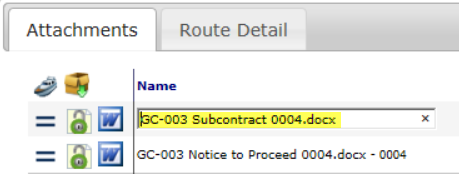 Attachments Route Detail
Name
GC-003 Subcontract 0004.docx ×
GC-003 Notice to Proceed 0004.docx - 0004